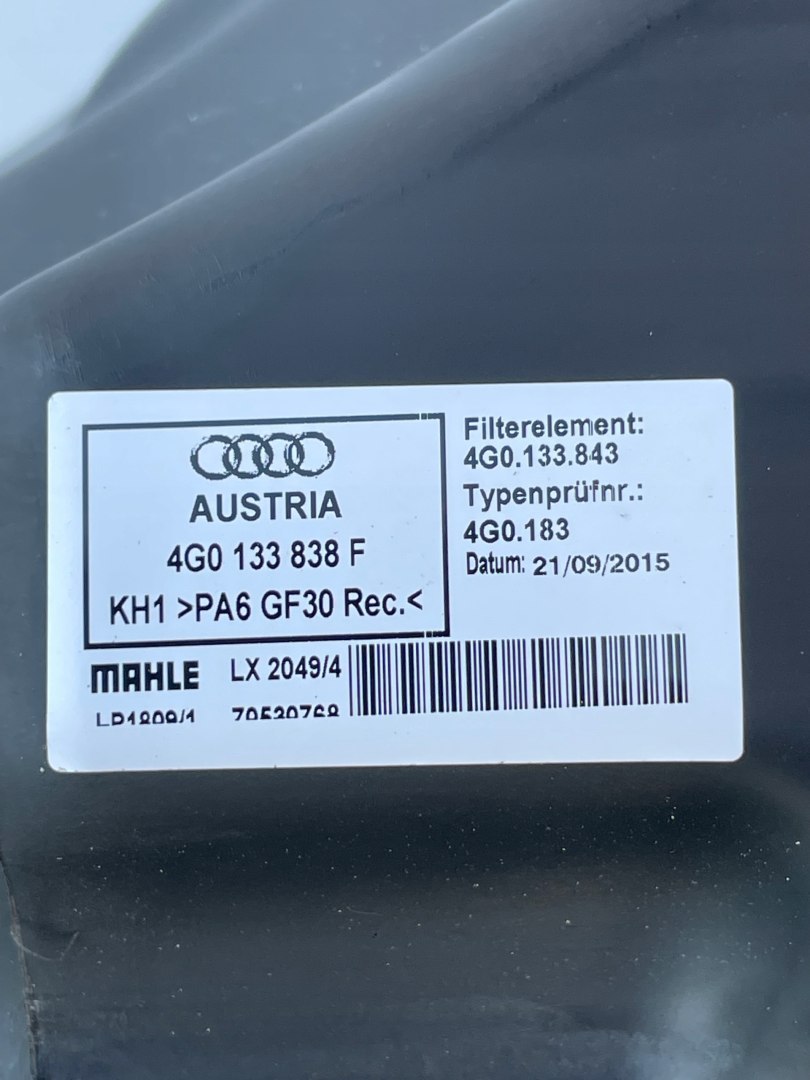 AUSTRIA
4G0 133 838 F
KH1 >PA6 GF30 Rec.<
Filterelement:
4G0.133.843
Typenprüfnr.:
4G0.183
Datum: 21/09/2015
MAHLE LX 2049/4